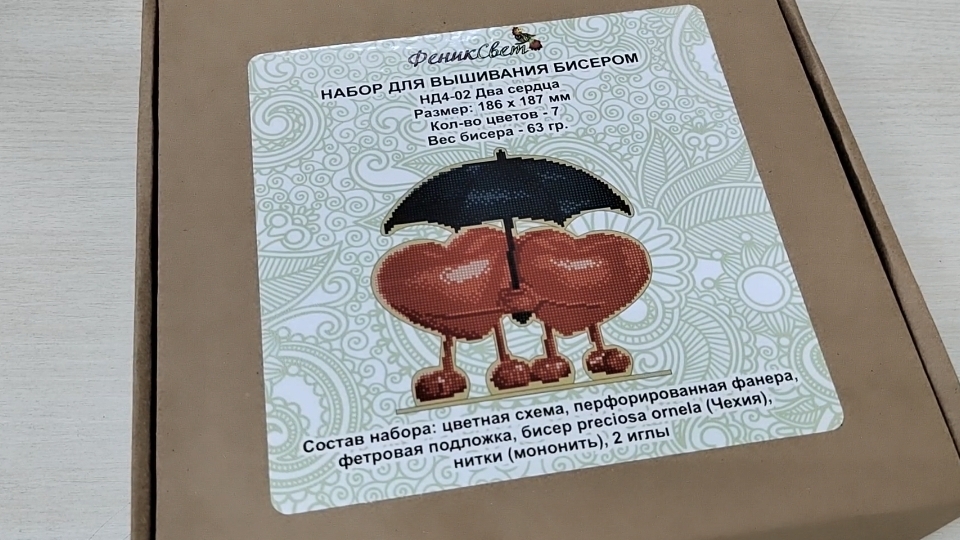 ФениксСвет
НАБОР ДЛЯ ВЫШИВАНИЯ БИСЕРОМ
НД4-02 Два сердца
Размер: 186 х 187 мм
Кол-во цветов - 7
Вес бисера - 63 гр.
Состав набора: цветная схема, перфорированная фанера,
фетровая подложка, бисер preciosa ornela (Чехия),
нитки (мононить), 2 иглы